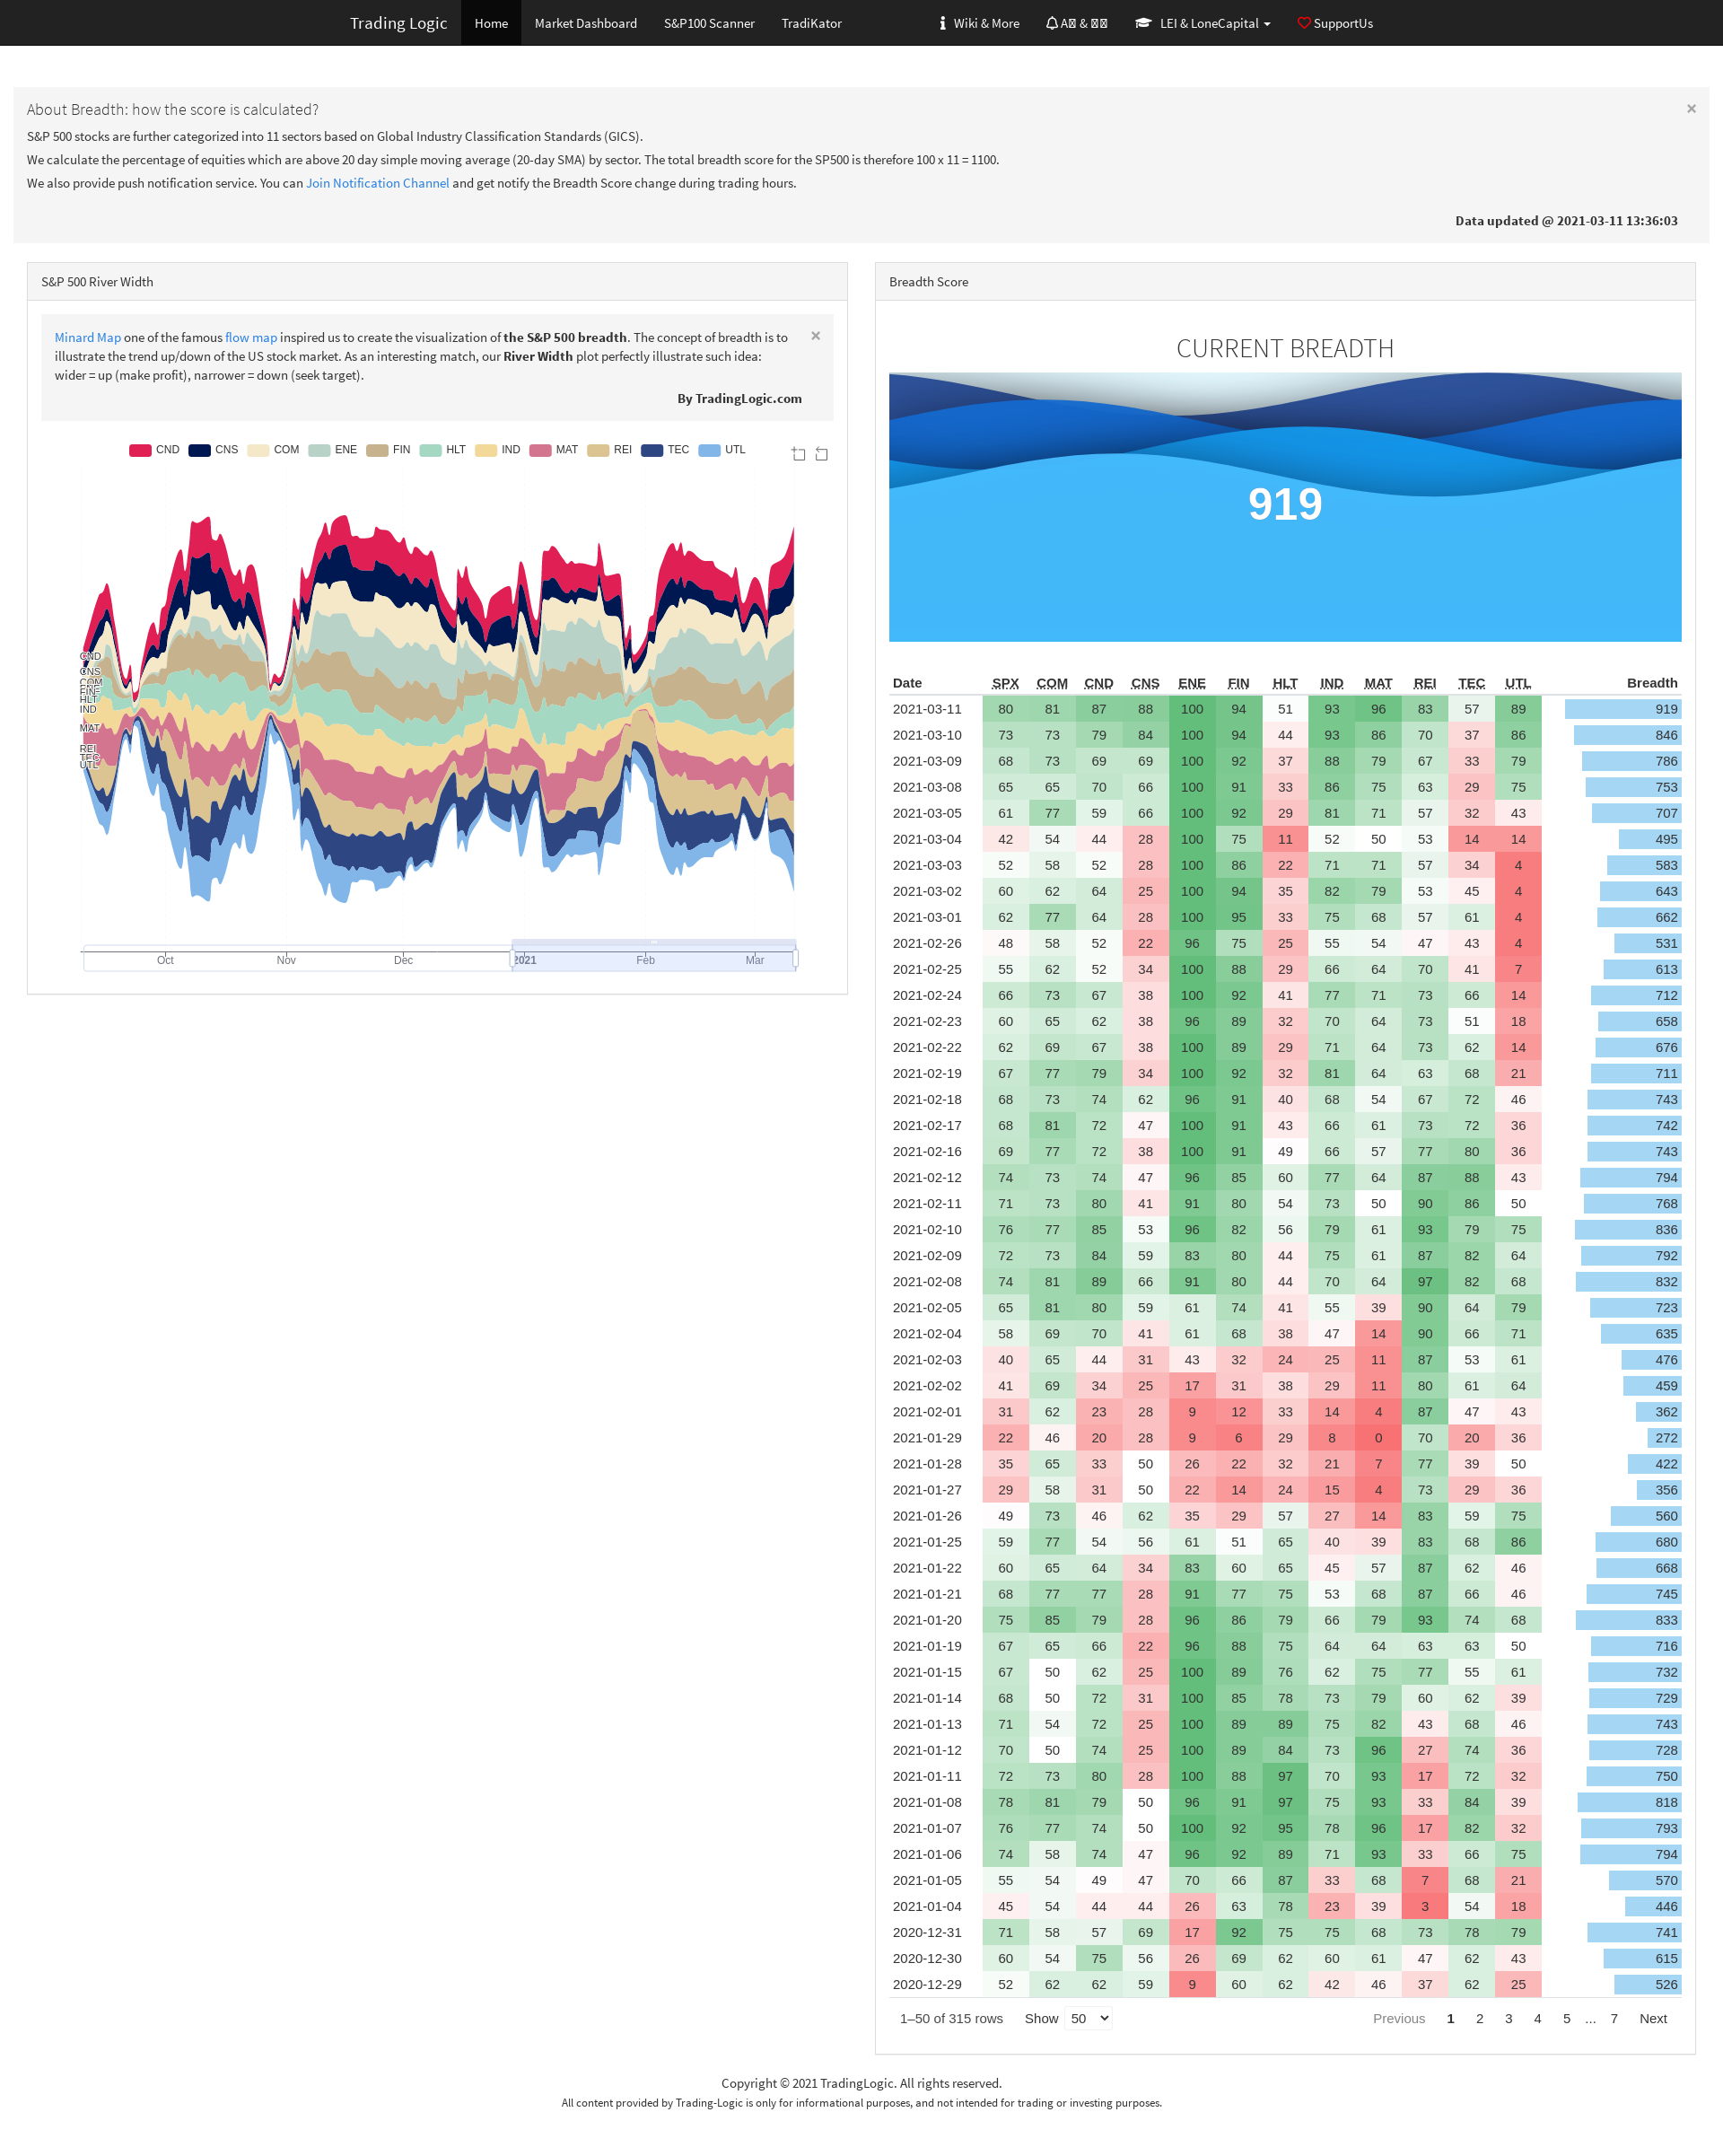 Trading Logic Home Market Dashboard S&P100 Scanner TradiKator Wiki & More A & LEI & LoneCapital SupportUs
About Breadth: how the score is calculated? ×
S&P 500 stocks are further categorized into 11 sectors based on Global Industry Classification Standards (GICS).
We calculate the percentage of equities which are above 20 day simple moving average (20-day SMA) by sector. The total breadth score for the SP500 is therefore 100 x 11 = 1100.
We also provide push notification service. You can Join Notification Channel and get notify the Breadth Score change during trading hours.
Data updated @ 2021-03-11 13:36:03
S&P 500 River Width
Minard Map one of the famous flow map inspired us to create the visualization of the S&P 500 breadth. The concept of breadth is to ×
illustrate the trend up/down of the US stock market. As an interesting match, our River Width plot perfectly illustrate such idea:
wider = up (make profit), narrower = down (seek target).
By TradingLogic.com
CND CNS COM ENE FIN HLT IND MAT REI TEC UTL
CND
CNS
COM
FIN
HLT
IND
MAT
REI
TEC
UTL
Oct Nov Dec 2021 Feb Mar
Breadth Score
CURRENT BREADTH
919
Date SPX COM CND CNS ENE FIN HLT IND MAT REI TEC UTL Breadth
2021-03-11 80 81 87 88 100 94 51 93 96 83 57 89 919
2021-03-10 73 73 79 84 100 94 44 93 86 70 37 86 846
2021-03-09 68 73 69 69 100 92 37 88 79 67 33 79 786
2021-03-08 65 65 70 66 100 91 33 86 75 63 29 75 753
2021-03-05 61 77 59 66 100 92 29 81 71 57 32 43 707
2021-03-04 42 54 44 28 100 75 11 52 50 53 14 14 495
2021-03-03 52 58 52 28 100 86 22 71 71 57 34 4 583
2021-03-02 60 62 64 25 100 94 35 82 79 53 45 4 643
2021-03-01 62 77 64 28 100 95 33 75 68 57 61 4 662
2021-02-26 48 58 52 22 96 75 25 55 54 47 43 4 531
2021-02-25 55 62 52 34 100 88 29 66 64 70 41 7 613
2021-02-24 66 73 67 38 100 92 41 77 71 73 66 14 712
2021-02-23 60 65 62 38 96 89 32 70 64 73 51 18 658
2021-02-22 62 69 67 38 100 89 29 71 64 73 62 14 676
2021-02-19 67 77 79 34 100 92 32 81 64 63 68 21 711
2021-02-18 68 73 74 62 96 91 40 68 54 67 72 46 743
2021-02-17 68 81 72 47 100 91 43 66 61 73 72 36 742
2021-02-16 69 77 72 38 100 91 49 66 57 77 80 36 743
2021-02-12 74 73 74 47 96 85 60 77 64 87 88 43 794
2021-02-11 71 73 80 41 91 80 54 73 50 90 86 50 768
2021-02-10 76 77 85 53 96 82 56 79 61 93 79 75 836
2021-02-09 72 73 84 59 83 80 44 75 61 87 82 64 792
2021-02-08 74 81 89 66 91 80 44 70 64 97 82 68 832
2021-02-05 65 81 80 59 61 74 41 55 39 90 64 79 723
2021-02-04 58 69 70 41 61 68 38 47 14 90 66 71 635
2021-02-03 40 65 44 31 43 32 24 25 11 87 53 61 476
2021-02-02 41 69 34 25 17 31 38 29 11 80 61 64 459
2021-02-01 31 62 23 28 9 12 33 14 4 87 47 43 362
2021-01-29 22 46 20 28 9 6 29 8 0 70 20 36 272
2021-01-28 35 65 33 50 26 22 32 21 7 77 39 50 422
2021-01-27 29 58 31 50 22 14 24 15 4 73 29 36 356
2021-01-26 49 73 46 62 35 29 57 27 14 83 59 75 560
2021-01-25 59 77 54 56 61 51 65 40 39 83 68 86 680
2021-01-22 60 65 64 34 83 60 65 45 57 87 62 46 668
2021-01-21 68 77 77 28 91 77 75 53 68 87 66 46 745
2021-01-20 75 85 79 28 96 86 79 66 79 93 74 68 833
2021-01-19 67 65 66 22 96 88 75 64 64 63 63 50 716
2021-01-15 67 50 62 25 100 89 76 62 75 77 55 61 732
2021-01-14 68 50 72 31 100 85 78 73 79 60 62 39 729
2021-01-13 71 54 72 25 100 89 89 75 82 43 68 46 743
2021-01-12 70 50 74 25 100 89 84 73 96 27 74 36 728
2021-01-11 72 73 80 28 100 88 97 70 93 17 72 32 750
2021-01-08 78 81 79 50 96 91 97 75 93 33 84 39 818
2021-01-07 76 77 74 50 100 92 95 78 96 17 82 32 793
2021-01-06 74 58 74 47 96 92 89 71 93 33 66 75 794
2021-01-05 55 54 49 47 70 66 87 33 68 7 68 21 570
2021-01-04 45 54 44 44 26 63 78 23 39 3 54 18 446
2020-12-31 71 58 57 69 17 92 75 75 68 73 78 79 741
2020-12-30 60 54 75 56 26 69 62 60 61 47 62 43 615
2020-12-29 52 62 62 59 9 60 62 42 46 37 62 25 526
1–50 of 315 rows Show 50 Previous 1 2 3 4 5 ... 7 Next
Copyright © 2021 TradingLogic. All rights reserved.
All content provided by Trading-Logic is only for informational purposes, and not intended for trading or investing purposes.